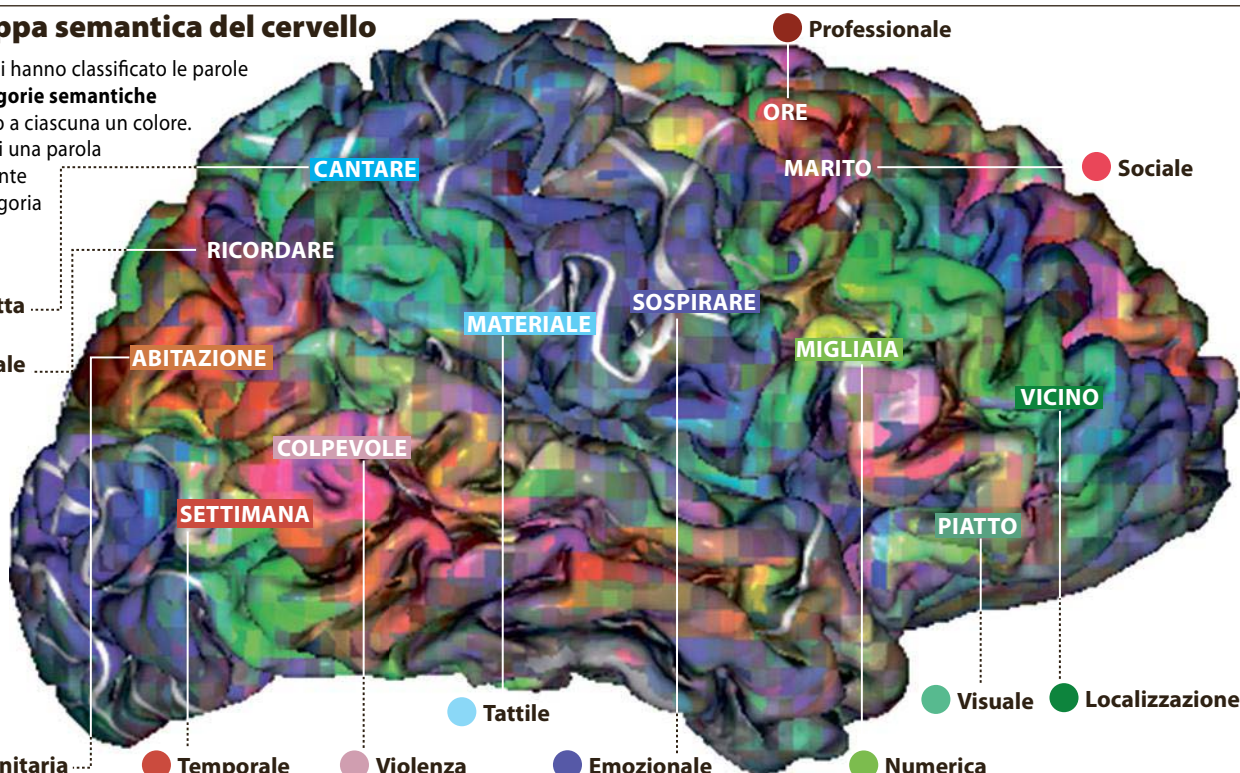 ppa semantica del cervello
i hanno classificato le parole
gorie semantiche
o a ciascuna un colore.
i una parola
nte
goria
Professionale
ORE
CANTARE
MARITO
Sociale
RICORDARE
tta
MATERIALE
SOSPIRARE
ale
ABITAZIONE
MIGLIAIA
VICINO
COLPEVOLE
SETTIMANA
PIATTO
Tattile
Visuale
Localizzazione
nitaria
Temporale
Violenza
Emozionale
Numerica